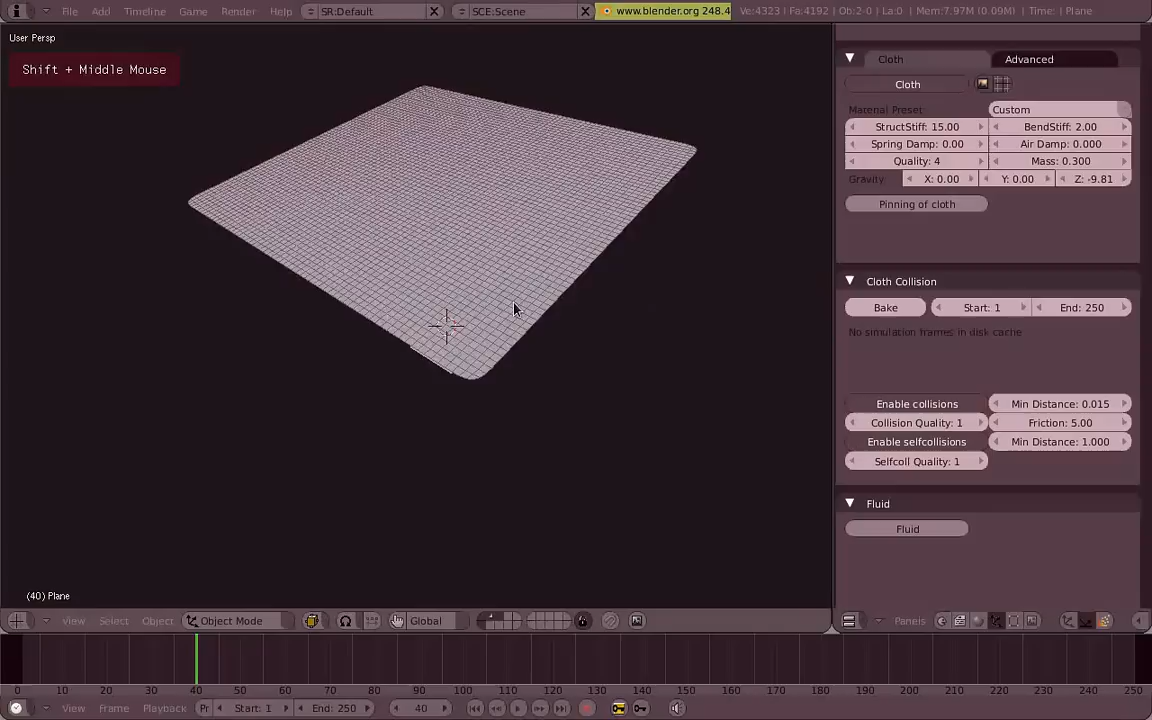 File Add Timeline Game Render Help SR:Default SCE:Scene www.blender.org 248.4 Ve:4323 | Fa:4192 | Ob:2-0 | La:0 | Mem:7.97M (0.09M) | Time: | Plane
User Persp
Shift + Middle Mouse
Cloth Advanced
Cloth
Material Preset: Custom
StructStiff: 15.00 BendStiff: 2.00
Spring Damp: 0.00 Air Damp: 0.000
Quality: 4 Mass: 0.300
Gravity: X: 0.00 Y: 0.00 Z: -9.81
Pinning of cloth
Cloth Collision
Bake Start: 1 End: 250
No simulation frames in disk cache
Enable collisions Min Distance: 0.015
Collision Quality: 1 Friction: 5.00
Enable selfcollisions Min Distance: 1.000
Selfcoll Quality: 1
Fluid
Fluid
(40) Plane
View Select Object Object Mode Global Panels
0 10 20 30 40 50 60 70 80 90 100 110 120 130 140 150 160 170 180 190 200 210 220 230 240 250
View Frame Playback Pr Start: 1 End: 250 40